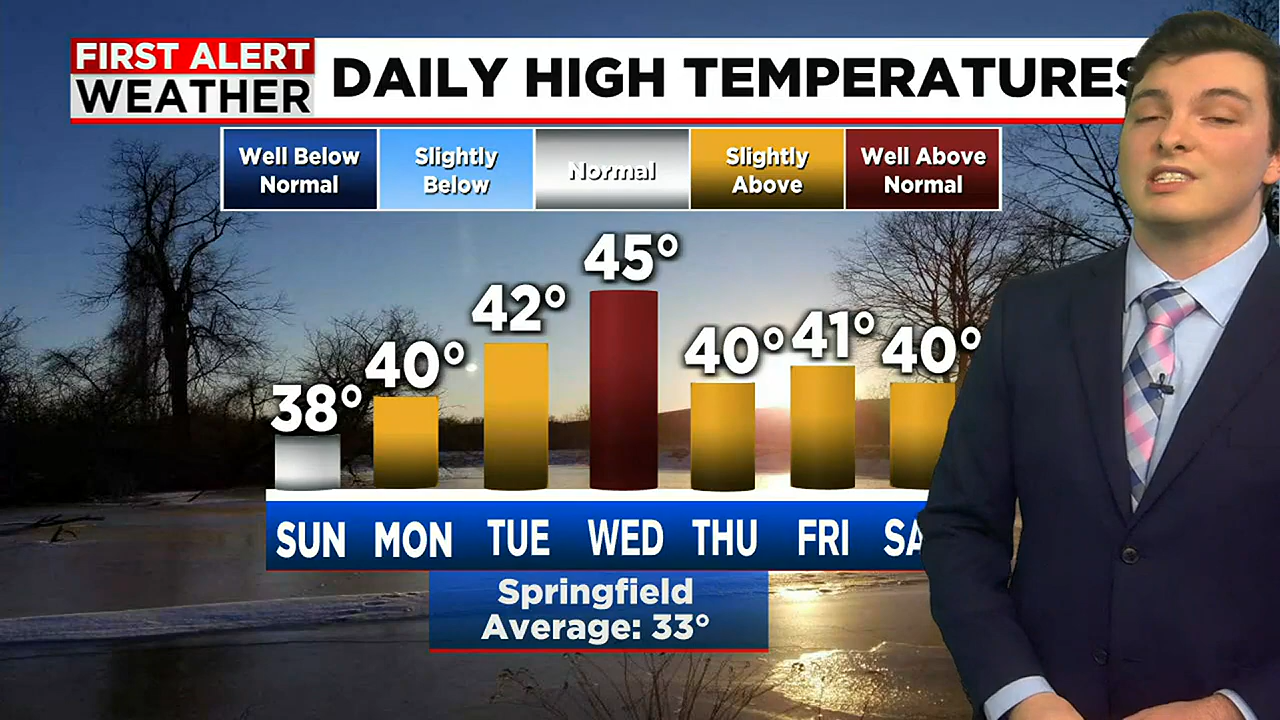 FIRST ALERT
WEATHER
DAILY HIGH TEMPERATURES
Well Below
Normal
Slightly
Below
Normal
Slightly
Above
Well Above
Normal
38°
40°
42°
45°
40°
41°
40°
SUN
MON
TUE
WED
THU
FRI
SA
Springfield
Average: 33°